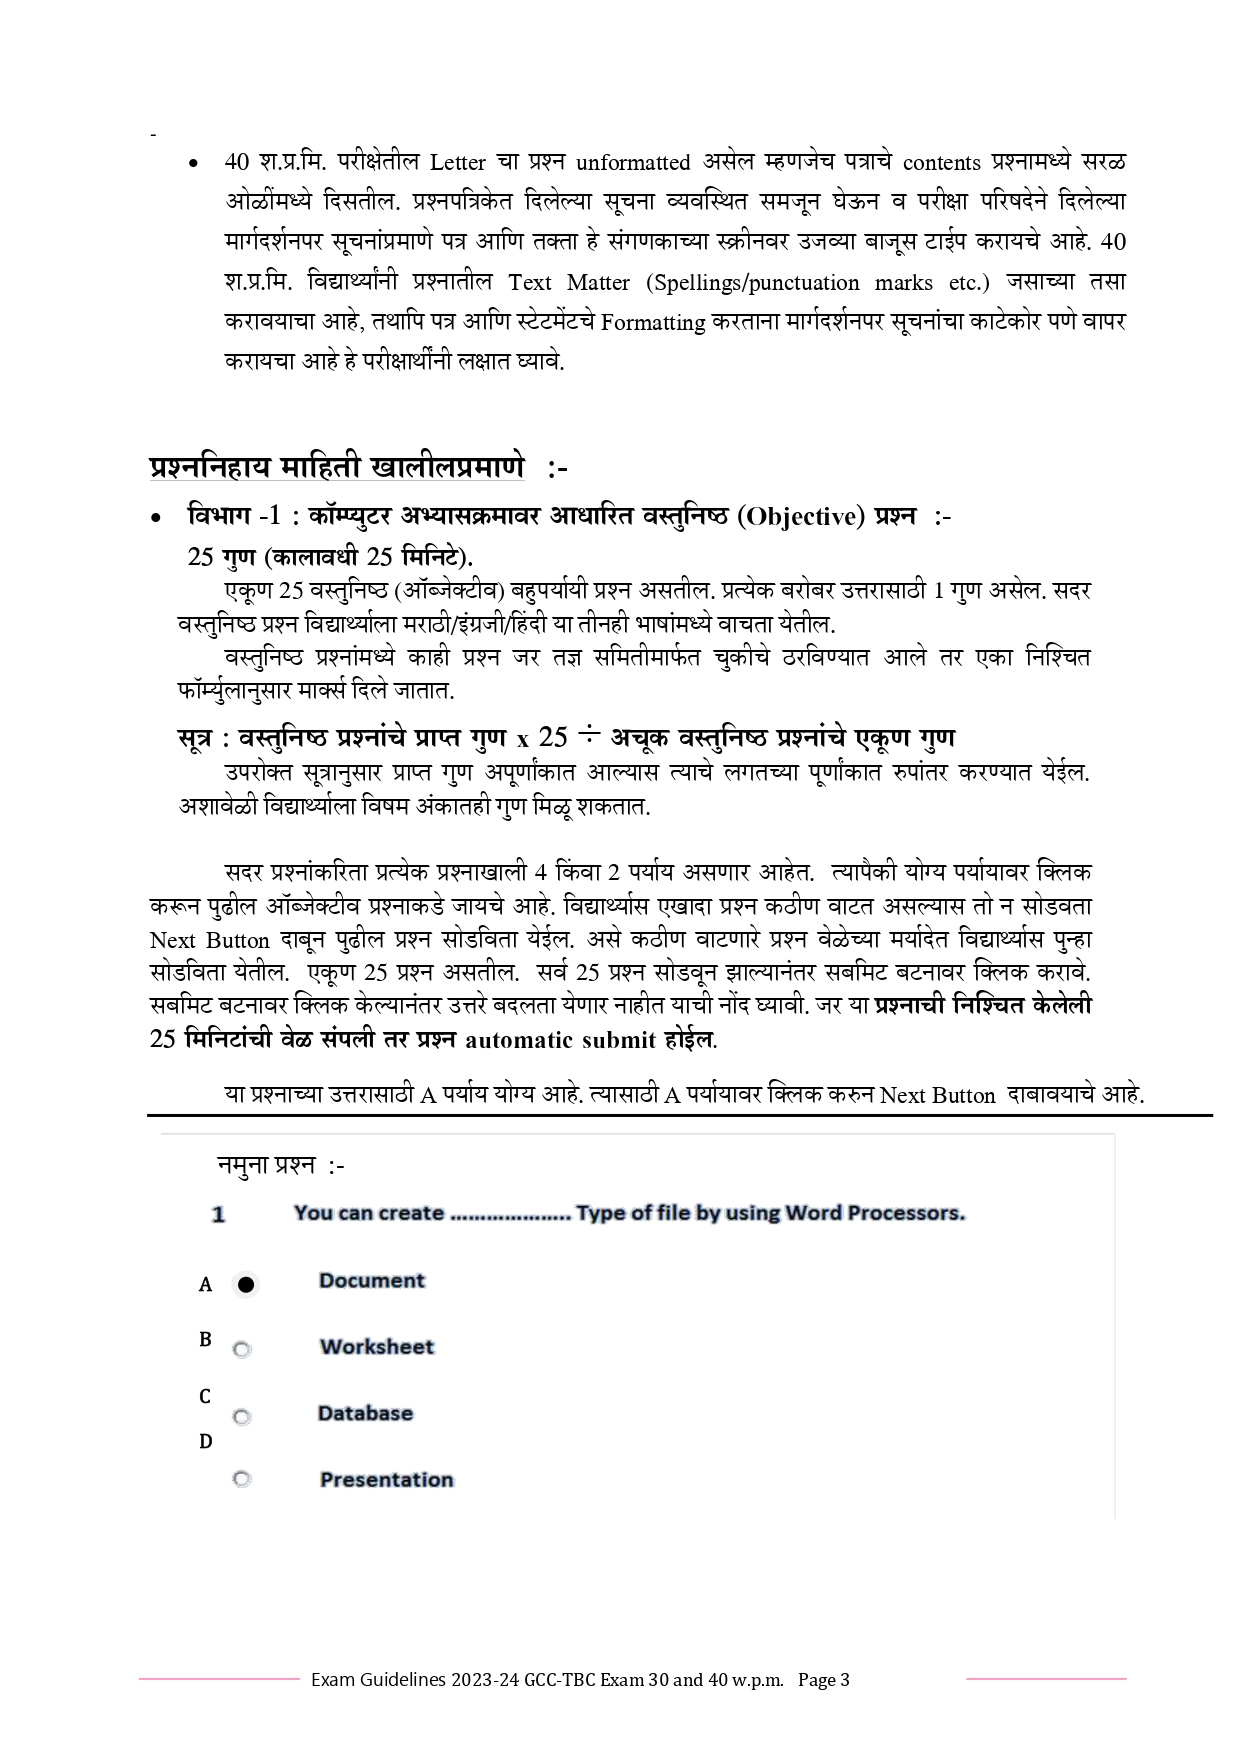 -
• 40 श.प्र.मि. परीक्षेतील Letter चा प्रश्न unformatted असेल म्हणजेच पत्राचे contents प्रश्नामध्ये सरळ
ओळींमध्ये दिसतील. प्रश्नपत्रिकेत दिलेल्या सूचना व्यवस्थित समजून घेऊन व परीक्षा परिषदेने दिलेल्या
मार्गदर्शनपर सूचनांप्रमाणे पत्र आणि तक्ता हे संगणकाच्या स्क्रीनवर उजव्या बाजूस टाईप करायचे आहे. 40
श.प्र.मि. विद्यार्थ्यांनी प्रश्नातील Text Matter (Spellings/punctuation marks etc.) जसाच्या तसा
करावयाचा आहे, तथापि पत्र आणि स्टेटमेंटचे Formatting करताना मार्गदर्शनपर सूचनांचा काटेकोर पणे वापर
करायचा आहे हे परीक्षार्थींनी लक्षात घ्यावे.
प्रश्ननिहाय माहिती खालीलप्रमाणे :-
• विभाग -1 : कॉम्प्युटर अभ्यासक्रमावर आधारित वस्तुनिष्ठ (Objective) प्रश्न :-
25 गुण (कालावधी 25 मिनिटे).
एकूण 25 वस्तुनिष्ठ (ऑब्जेक्टीव) बहुपर्यायी प्रश्न असतील. प्रत्येक बरोबर उत्तरासाठी 1 गुण असेल. सदर
वस्तुनिष्ठ प्रश्न विद्यार्थ्याला मराठी/इंग्रजी/हिंदी या तीनही भाषांमध्ये वाचता येतील.
वस्तुनिष्ठ प्रश्नांमध्ये काही प्रश्न जर तज्ञ समितीमार्फत चुकीचे ठरविण्यात आले तर एका निश्चित
फॉर्म्युलानुसार मार्क्स दिले जातात.
सूत्र : वस्तुनिष्ठ प्रश्नांचे प्राप्त गुण x 25 ÷ अचूक वस्तुनिष्ठ प्रश्नांचे एकूण गुण
उपरोक्त सूत्रानुसार प्राप्त गुण अपूर्णांकात आल्यास त्याचे लगतच्या पूर्णांकात रुपांतर करण्यात येईल.
अशावेळी विद्यार्थ्याला विषम अंकातही गुण मिळू शकतात.
सदर प्रश्नांकरिता प्रत्येक प्रश्नाखाली 4 किंवा 2 पर्याय असणार आहेत. त्यापैकी योग्य पर्यायावर क्लिक
करून पुढील ऑब्जेक्टीव प्रश्नाकडे जायचे आहे. विद्यार्थ्यास एखादा प्रश्न कठीण वाटत असल्यास तो न सोडवता
Next Button दाबून पुढील प्रश्न सोडविता येईल. असे कठीण वाटणारे प्रश्न वेळेच्या मर्यादेत विद्यार्थ्यास पुन्हा
सोडविता येतील. एकूण 25 प्रश्न असतील. सर्व 25 प्रश्न सोडवून झाल्यानंतर सबमिट बटनावर क्लिक करावे.
सबमिट बटनावर क्लिक केल्यानंतर उत्तरे बदलता येणार नाहीत याची नोंद घ्यावी. जर या प्रश्नाची निश्चित केलेली
25 मिनिटांची वेळ संपली तर प्रश्न automatic submit होईल.
या प्रश्नाच्या उत्तरासाठी A पर्याय योग्य आहे. त्यासाठी A पर्यायावर क्लिक करुन Next Button दाबावयाचे आहे.
नमुना प्रश्न :-
1 You can create .................... Type of file by using Word Processors.
A Document
B Worksheet
C Database
D Presentation
Exam Guidelines 2023-24 GCC-TBC Exam 30 and 40 w.p.m. Page 3